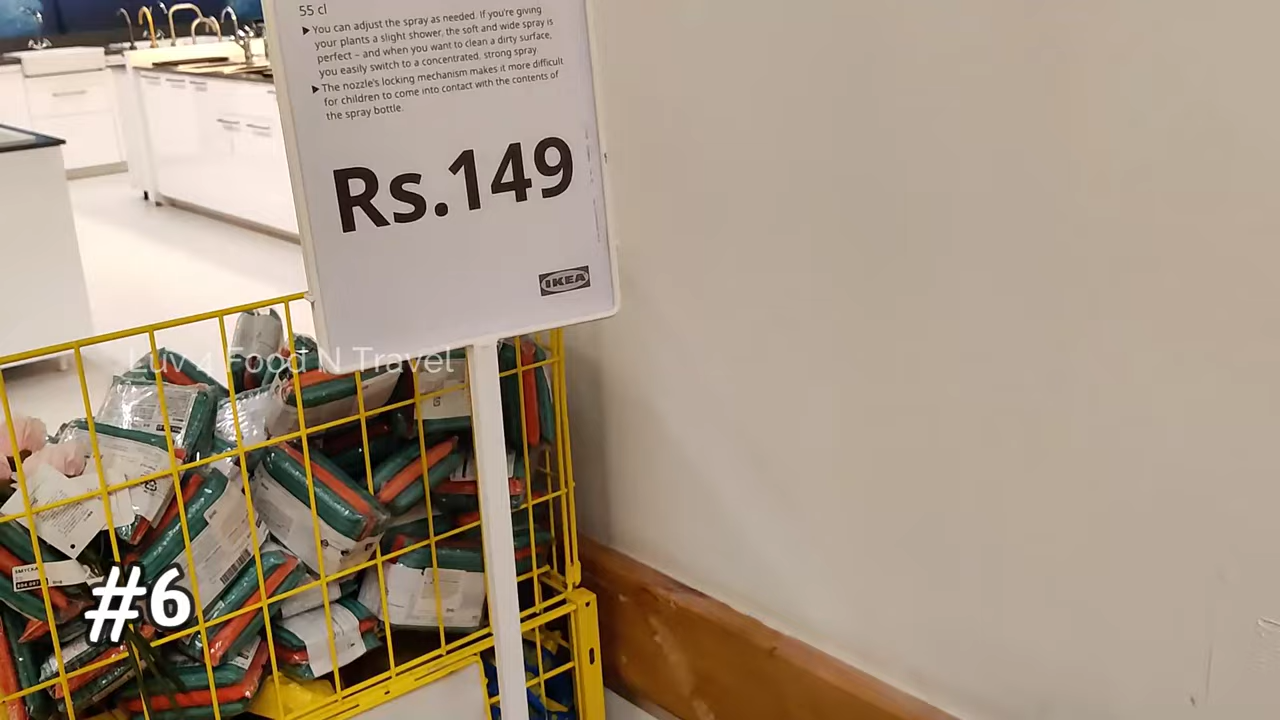 55 cl
▶ You can adjust the spray as needed. If you're giving
your plants a slight shower, the soft and wide spray is
perfect – and when you want to clean a dirty surface,
you easily switch to a concentrated, strong spray.
▶ The nozzle's locking mechanism makes it more difficult
for children to come into contact with the contents of
the spray bottle.
Rs.149
IKEA
Luv 4 Food N Travel
SMYCKA
#6